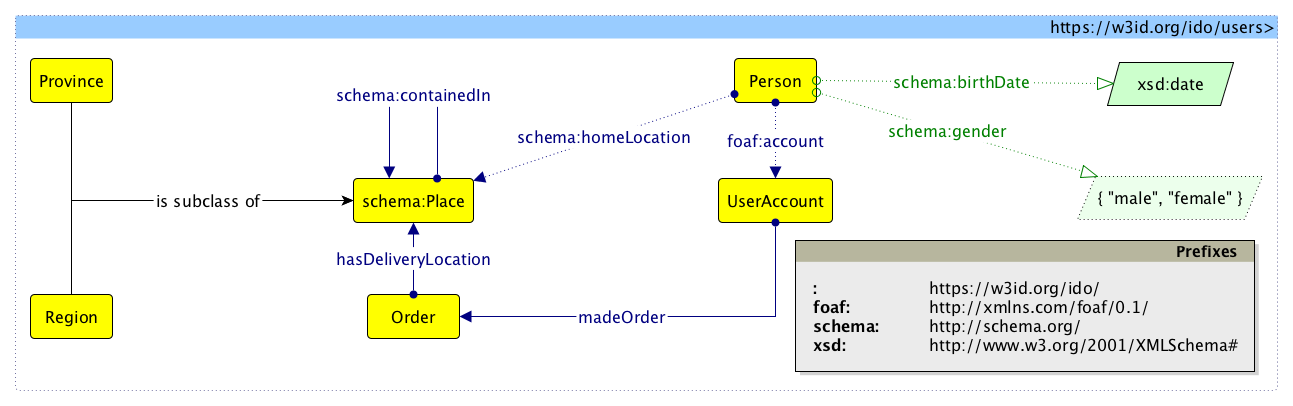 https://w3id.org/ido/users>
Province
Person
schema:birthDate
xsd:date
schema:containedIn
schema:gender
schema:homeLocation
foaf:account
is subclass of
schema:Place
UserAccount
{ "male", "female" }
hasDeliveryLocation
Region
Order
madeOrder
Prefixes
: https://w3id.org/ido/
foaf: http://xmlns.com/foaf/0.1/
schema: http://schema.org/
xsd: http://www.w3.org/2001/XMLSchema#